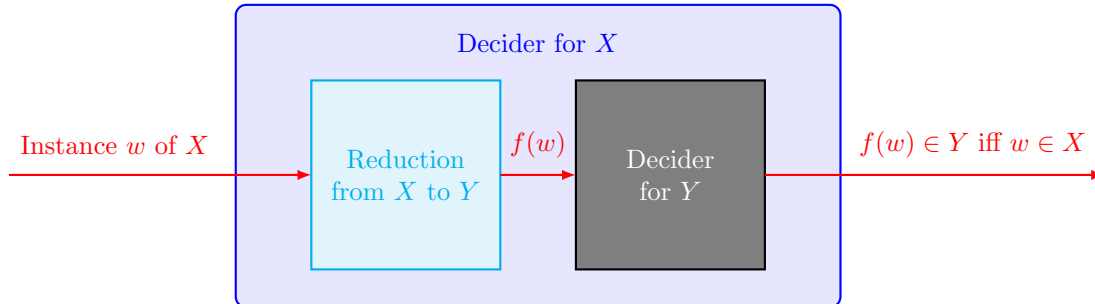 Decider for X
Instance w of X
Reduction
from X to Y
f(w)
Decider
for Y
f(w) ∈ Y iff w ∈ X